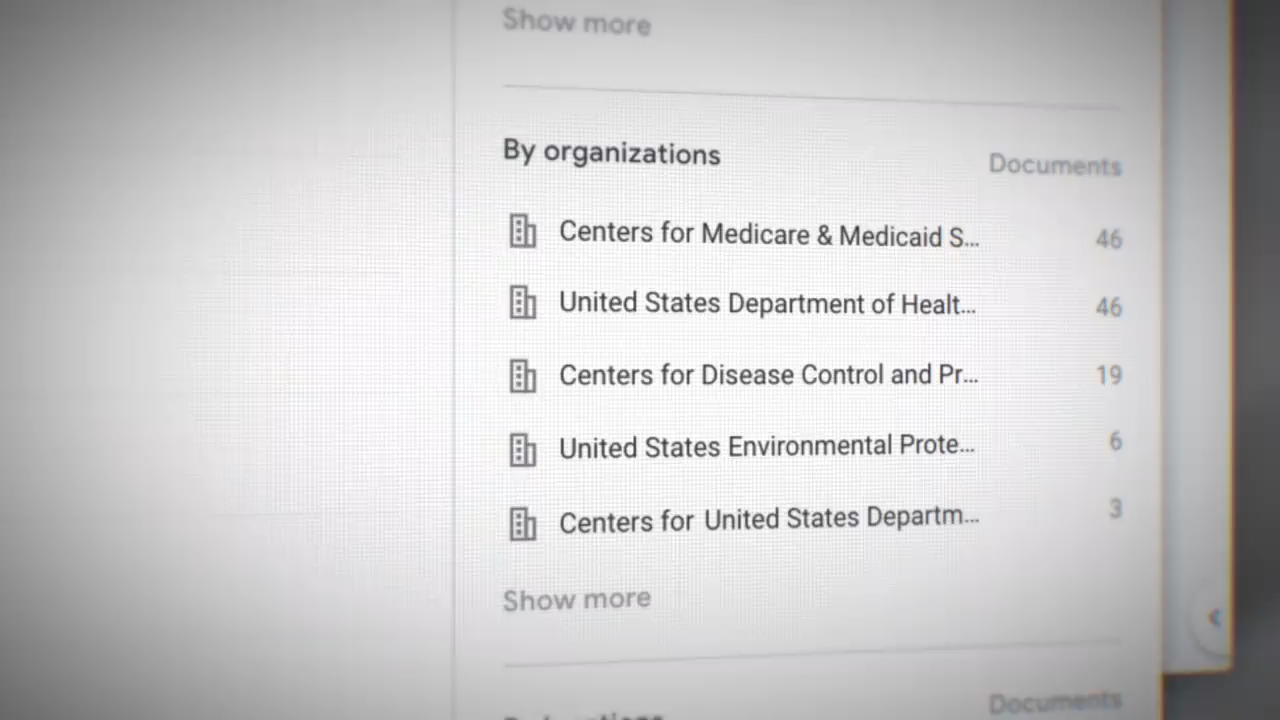 Show more
By organizations
Documents
Centers for Medicare & Medicaid S...
46
United States Department of Healt...
46
Centers for Disease Control and Pr...
19
United States Environmental Prote...
6
Centers for United States Departm...
3
Show more
Documents